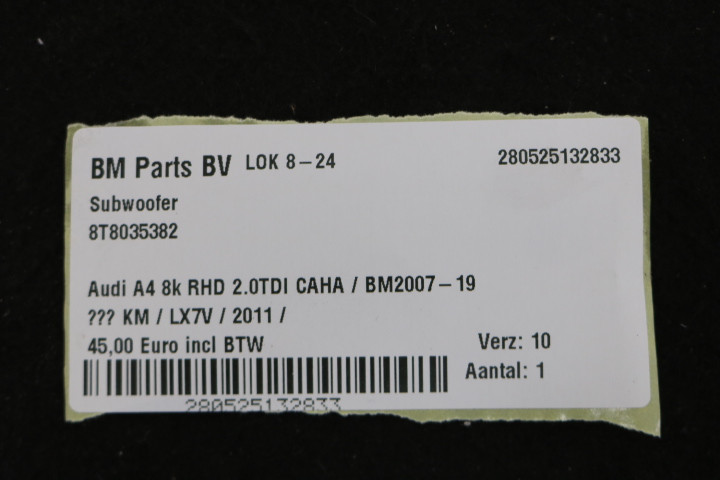 BM Parts BV LOK 8-24 280525132833
Subwoofer
8T8035382
Audi A4 8k RHD 2.0TDI CAHA / BM2007-19
??? KM / LX7V / 2011 /
45,00 Euro incl BTW Verz: 10
Aantal: 1
280525132833